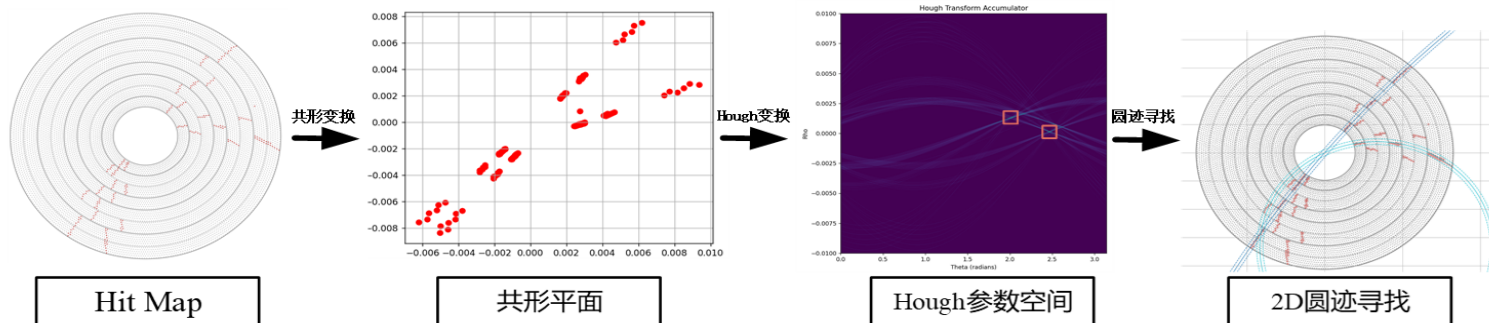 Hit Map
共形变换
0.008
0.006
0.004
0.002
0.000
−0.002
−0.004
−0.006
−0.008
−0.006 −0.004 −0.002 0.000 0.002 0.004 0.006 0.008 0.010
共形平面
Hough变换
Hough Transform Accumulator
0.0100
0.0075
0.0050
0.0025
0.0000
−0.0025
−0.0050
−0.0075
−0.0100
Rho
0.0 0.5 1.0 1.5 2.0 2.5 3.0
Theta (radians)
Hough参数空间
圆迹寻找
2D圆迹寻找